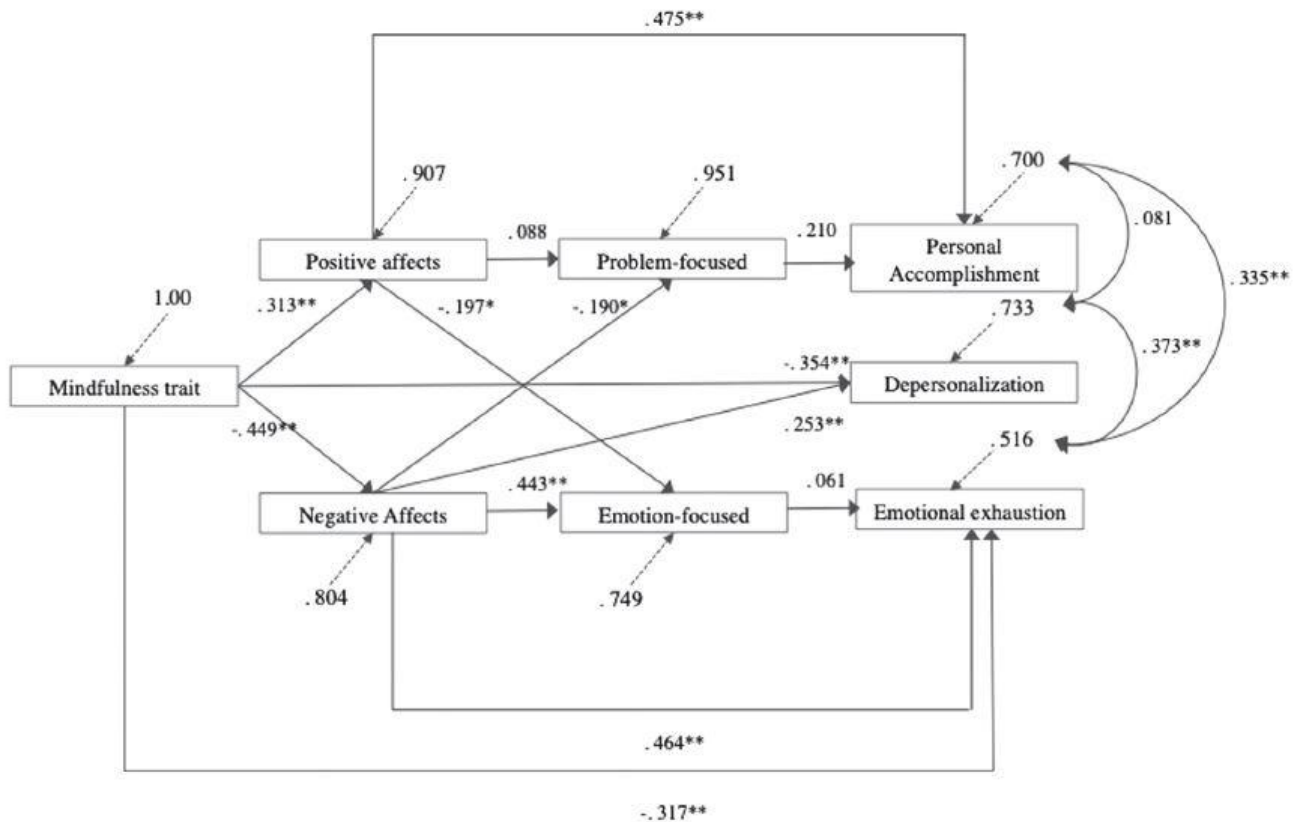 .475**
.907
.951
.700
.088
.210
.081
Positive affects
Problem-focused
Personal
Accomplishment
.335**
1.00
.313**
-.197*
-.190*
.733
.373**
Mindfulness trait
-.354**
Depersonalization
-.449**
.253**
.516
.443**
.061
Negative Affects
Emotion-focused
Emotional exhaustion
.804
.749
.464**
-.317**